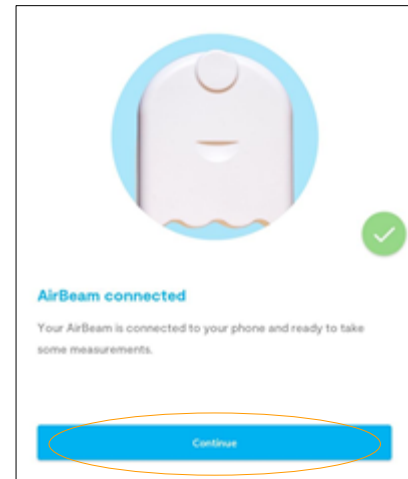 AirBeam connected
Your AirBeam is connected to your phone and ready to take
some measurements.
Continue